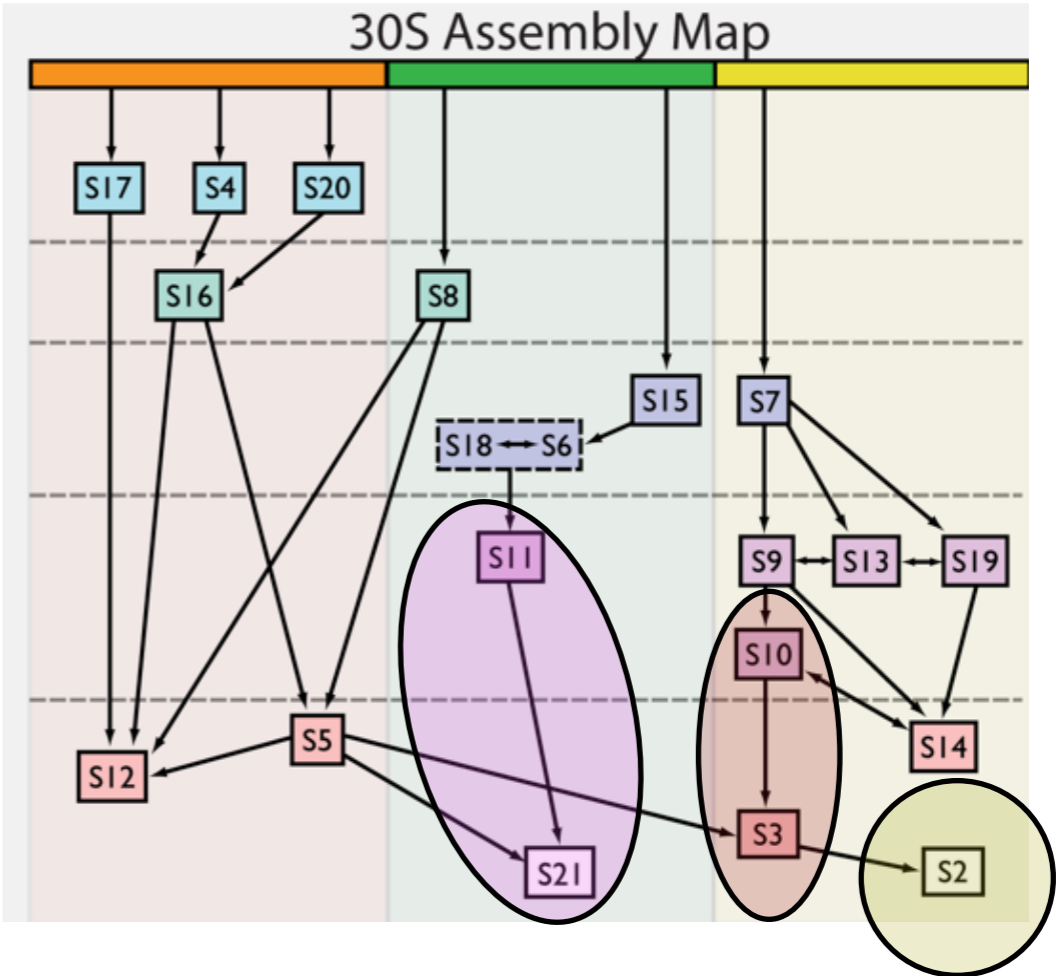 30S Assembly Map
S17 S4 S20
S16 S8
S15 S7
S18 S6
S11 S9 S13 S19
S10
S5 S14
S12
S3
S21 S2